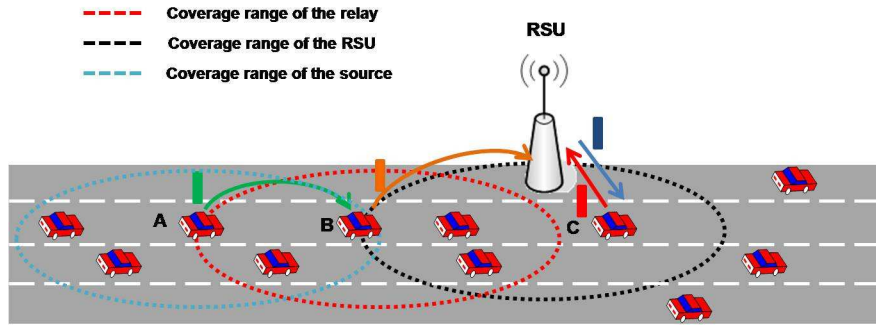 Coverage range of the relay
Coverage range of the RSU
Coverage range of the source
RSU
A
B
C